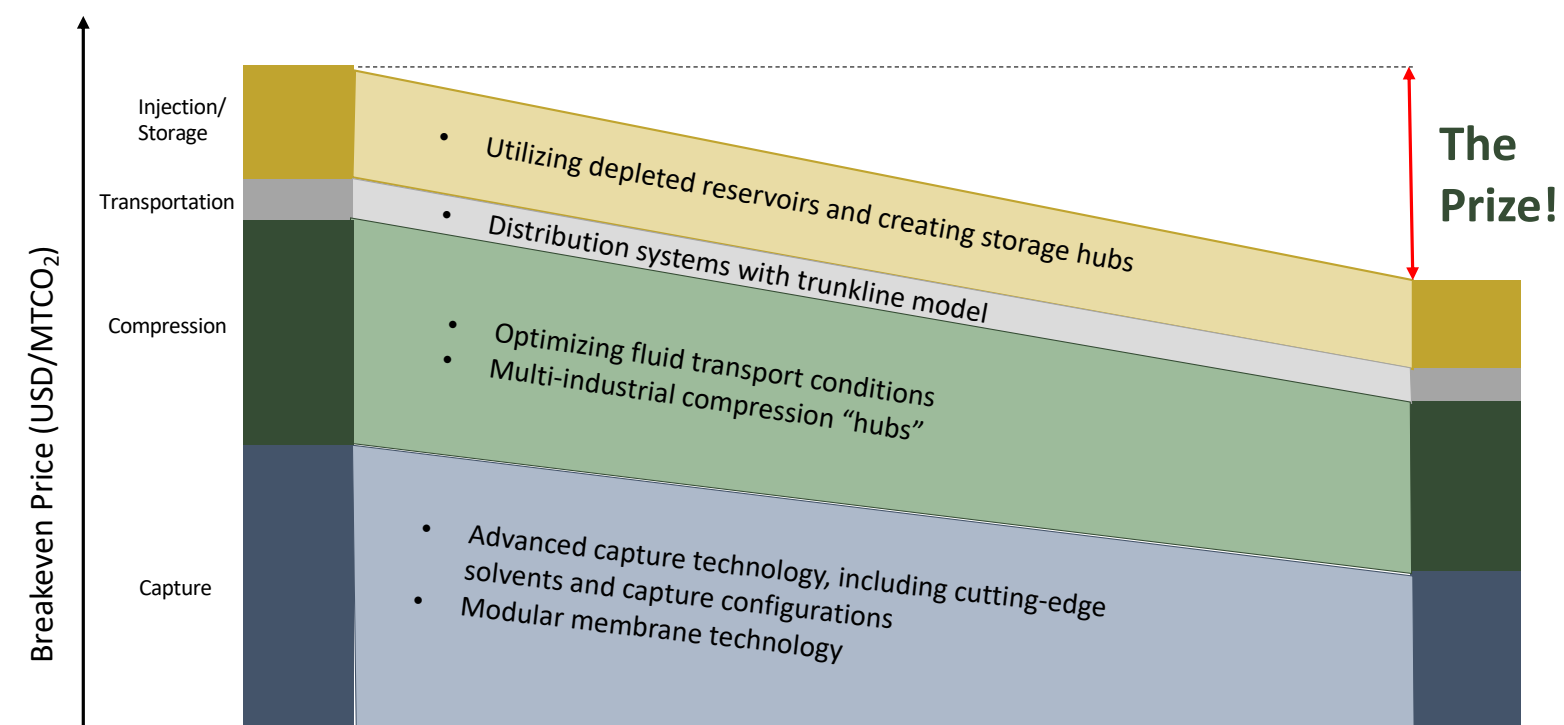 Breakeven Price (USD/MTCO₂)
Injection/
Storage
Transportation
Compression
Capture
• Utilizing depleted reservoirs and creating storage hubs
• Distribution systems with trunkline model
• Optimizing fluid transport conditions
• Multi-industrial compression “hubs”
• Advanced capture technology, including cutting-edge
solvents and capture configurations
• Modular membrane technology
The
Prize!